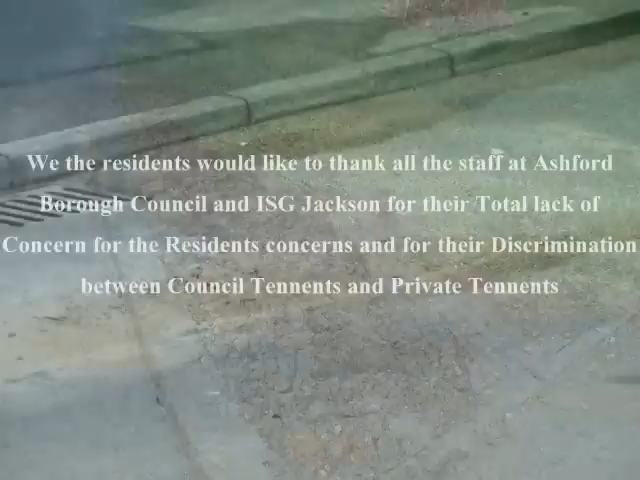 We the residents would like to thank all the staff at Ashford
Borough Council and ISG Jackson for their Total lack of
Concern for the Residents concerns and for their Discrimination
between Council Tennents and Private Tennents